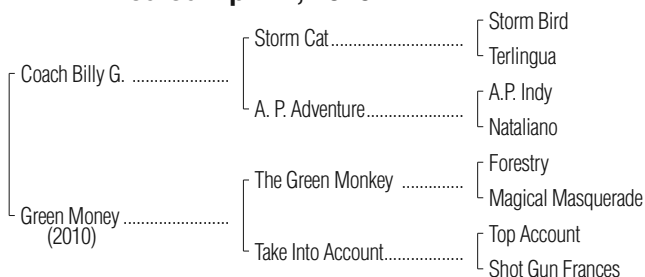 Storm Bird
Storm Cat
Terlingua
Coach Billy G.
A.P. Indy
A. P. Adventure
Nataliano
Forestry
The Green Monkey
Magical Masquerade
Green Money
(2010)
Top Account
Take Into Account
Shot Gun Frances